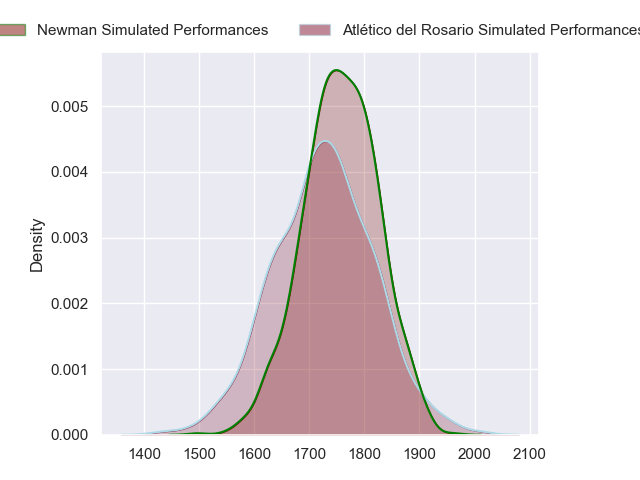 Newman Simulated Performances
Atlético del Rosario Simulated Performances
Density
0.005
0.004
0.003
0.002
0.001
0.000
1400 1500 1600 1700 1800 1900 2000 2100